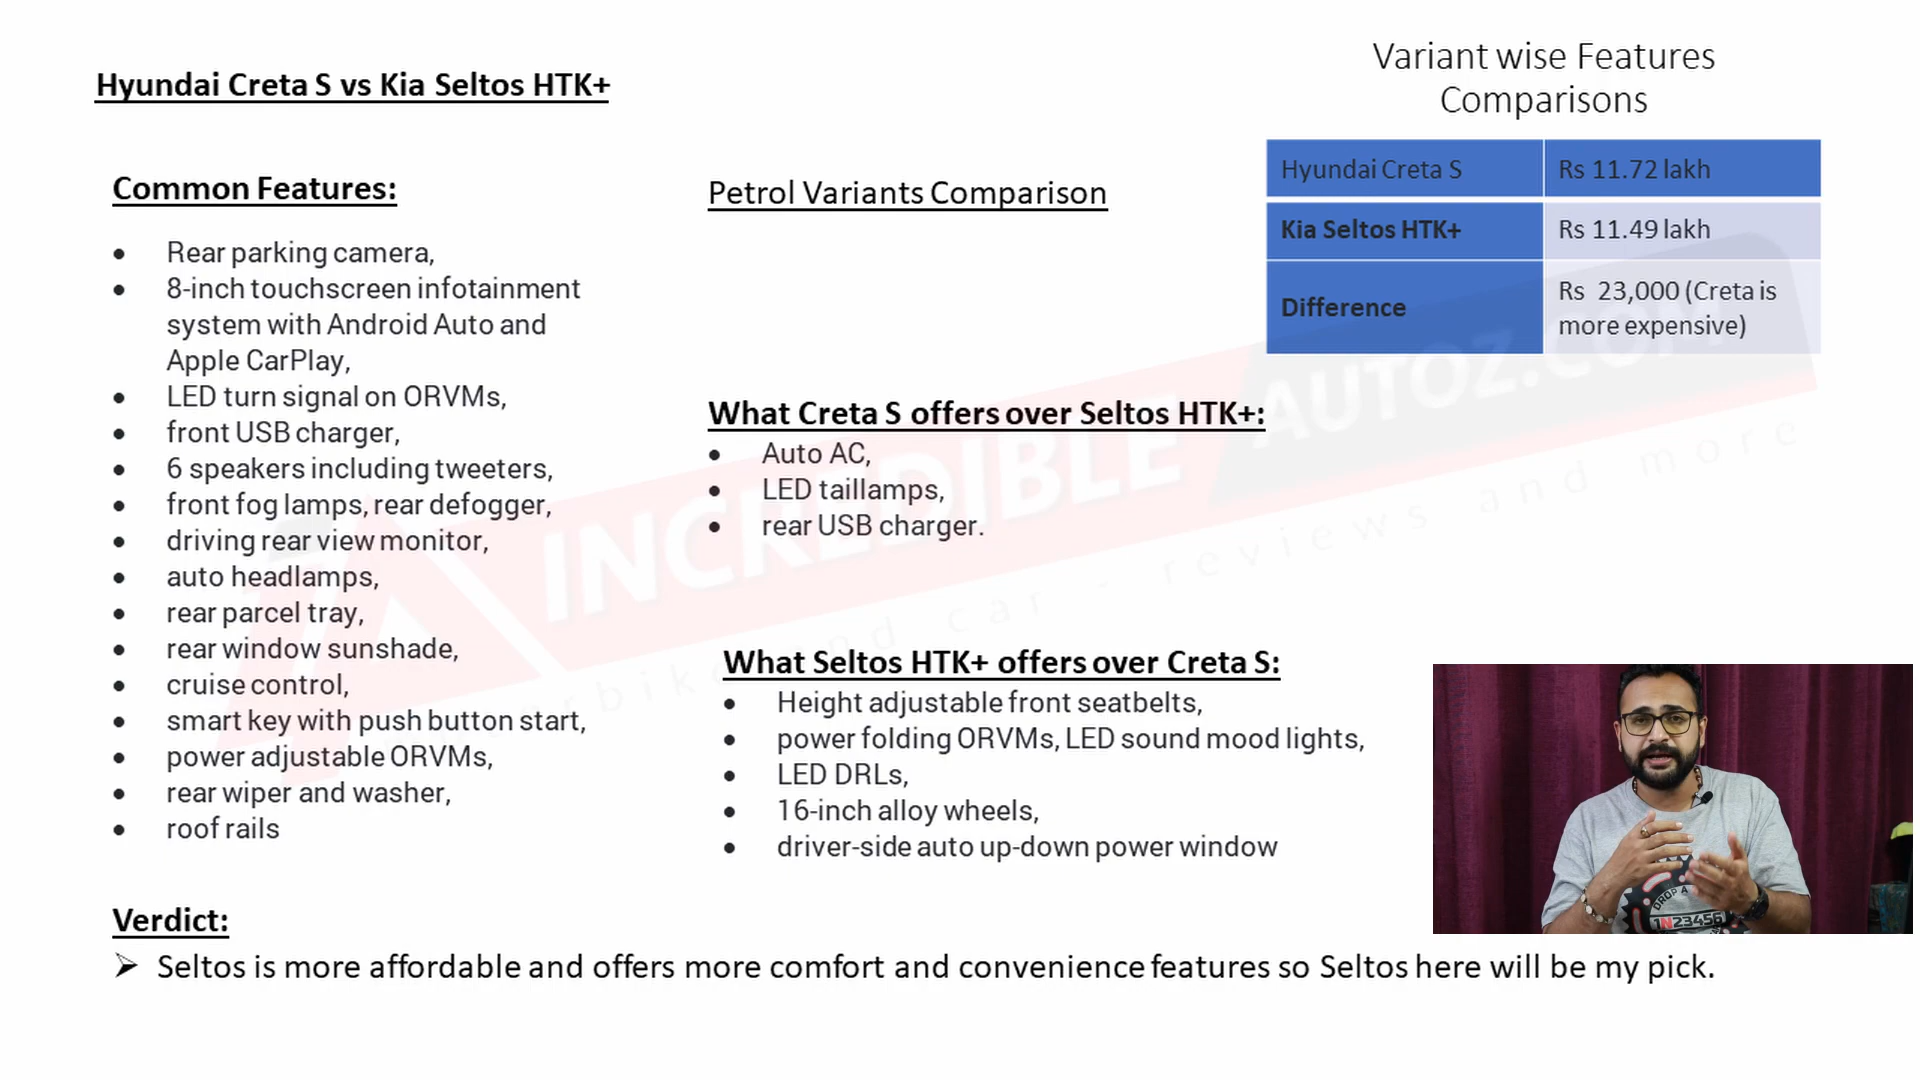 Hyundai Creta S vs Kia Seltos HTK+
Variant wise Features
Comparisons
Hyundai Creta S Rs 11.72 lakh
Kia Seltos HTK+ Rs 11.49 lakh
Difference Rs 23,000 (Creta is
more expensive)
Common Features:
• Rear parking camera,
• 8-inch touchscreen infotainment
system with Android Auto and
Apple CarPlay,
• LED turn signal on ORVMs,
• front USB charger,
• 6 speakers including tweeters,
• front fog lamps, rear defogger,
• driving rear view monitor,
• auto headlamps,
• rear parcel tray,
• rear window sunshade,
• cruise control,
• smart key with push button start,
• power adjustable ORVMs,
• rear wiper and washer,
• roof rails
Petrol Variants Comparison
What Creta S offers over Seltos HTK+:
• Auto AC,
• LED taillamps,
• rear USB charger.
What Seltos HTK+ offers over Creta S:
• Height adjustable front seatbelts,
• power folding ORVMs, LED sound mood lights,
• LED DRLs,
• 16-inch alloy wheels,
• driver-side auto up-down power window
Verdict:
➢ Seltos is more affordable and offers more comfort and convenience features so Seltos here will be my pick.
INCREDIBLE AUTOZ.COM
and car - reviews and more
DROP A
1N23456